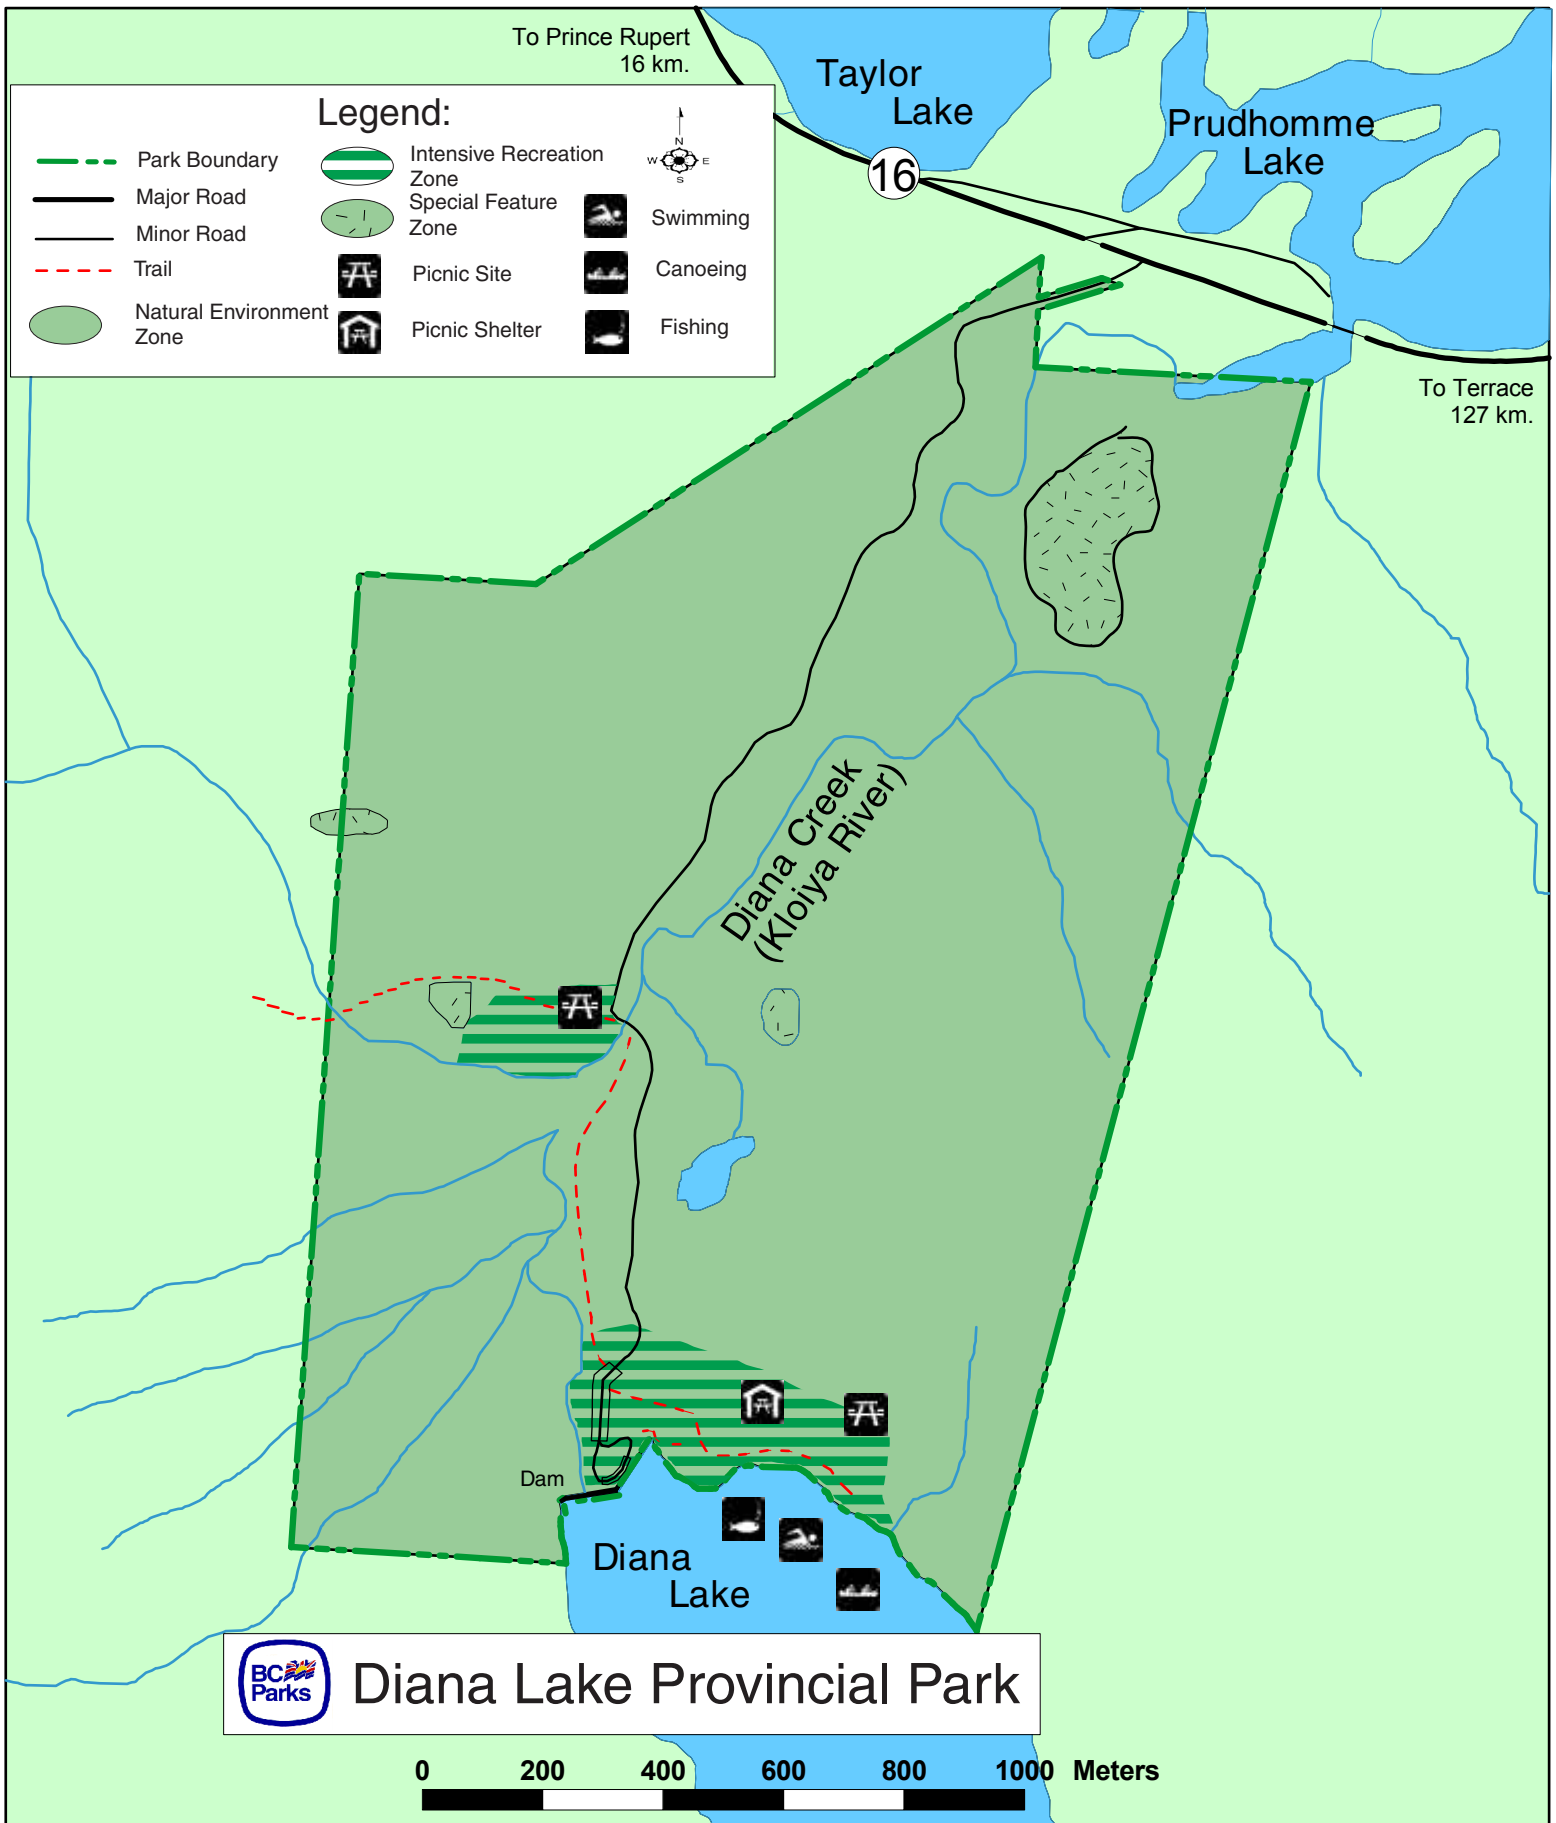 To Prince Rupert
16 km.
Taylor
Lake
Prudhomme
Lake
Legend:
N
W E
S
Park Boundary
Major Road
Minor Road
Trail
Natural Environment
Zone
Intensive Recreation
Zone
Special Feature
Zone
Picnic Site
Picnic Shelter
Swimming
Canoeing
Fishing
16
To Terrace
127 km.
Diana Creek
(Kloiya River)
Dam
Diana
Lake
BC
Parks
Diana Lake Provincial Park
0 200 400 600 800 1000 Meters